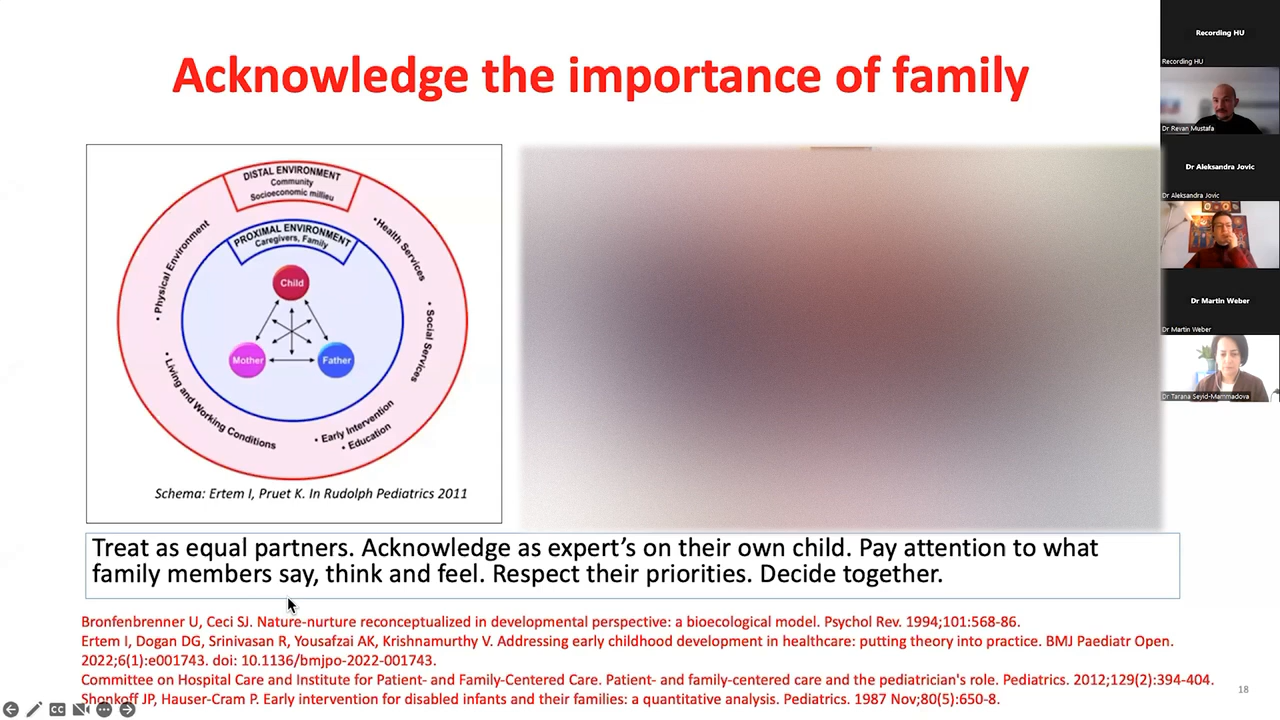 Acknowledge the importance of family
DISTAL ENVIRONMENT
Community
Socioeconomic millieu
PROXIMAL ENVIRONMENT
Caregivers, Family
• Physical Environment
• Health Services
• Social Services
• Living and Working Conditions
• Early Intervention
• Education
Child
Mother
Father
Schema: Ertem I, Pruet K. In Rudolph Pediatrics 2011
Treat as equal partners. Acknowledge as expert’s on their own child. Pay attention to what
family members say, think and feel. Respect their priorities. Decide together.
Bronfenbrenner U, Ceci SJ. Nature-nurture reconceptualized in developmental perspective: a bioecological model. Psychol Rev. 1994;101:568-86.
Ertem I, Dogan DG, Srinivasan R, Yousafzai AK, Krishnamurthy V. Addressing early childhood development in healthcare: putting theory into practice. BMJ Paediatr Open.
2022;6(1):e001743. doi: 10.1136/bmjpo-2022-001743.
Committee on Hospital Care and Institute for Patient- and Family-Centered Care. Patient- and family-centered care and the pediatrician's role. Pediatrics. 2012;129(2):394-404.
Shonkoff JP, Hauser-Cram P. Early intervention for disabled infants and their families: a quantitative analysis. Pediatrics. 1987 Nov;80(5):650-8.
18
CC
Recording HU
Recording HU
Dr Revan Mustafa
Dr Aleksandra Jovic
Dr Aleksandra Jovic
Dr Martin Weber
Dr Martin Weber
Dr Tarana Seyid-Mammadova